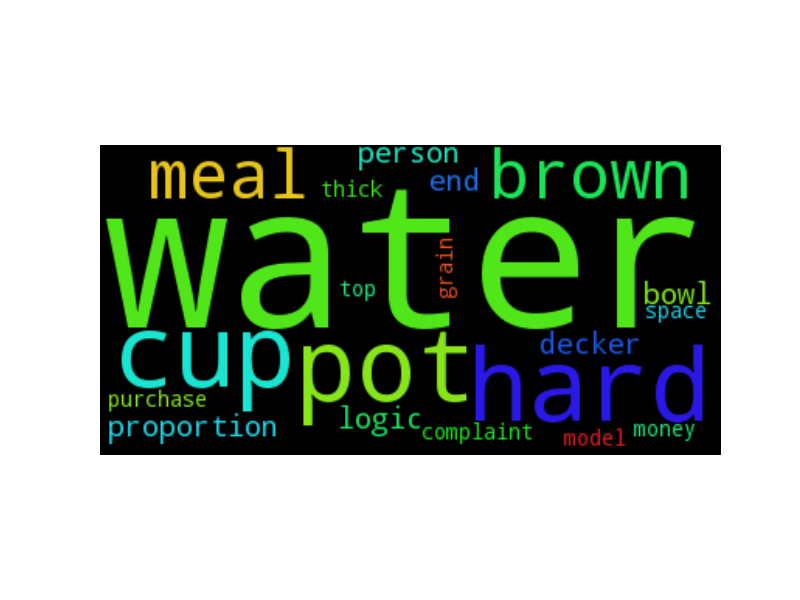 person
meal
brown
thick
end
water
grain
top
bowl
space
cup
pot
decker
hard
purchase
logic
proportion
complaint
model
money